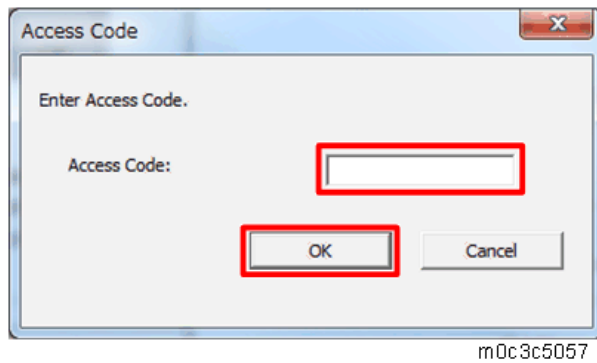 Access Code
Enter Access Code.
Access Code:
OK
Cancel
m0c3c5057